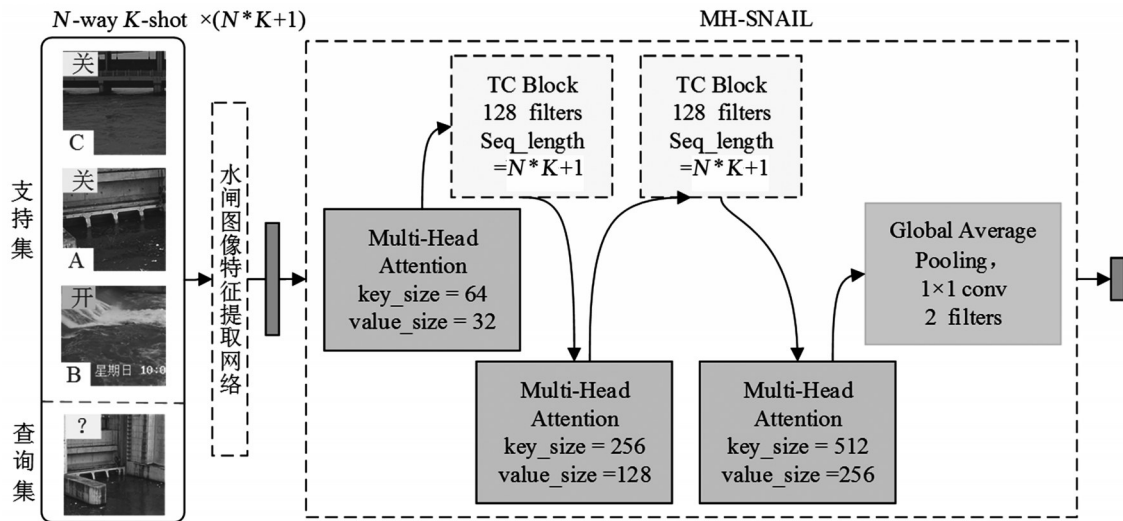 N-way K-shot ×(N*K+1)
MH-SNAIL
支持集
关
C
关
A
开
星期日 10:0
B
查询集
?
水闸图像特征提取网络
Multi-Head
Attention
key_size = 64
value_size = 32
TC Block
128 filters
Seq_length
=N*K+1
Multi-Head
Attention
key_size = 256
value_size =128
TC Block
128 filters
Seq_length
=N*K+1
Multi-Head
Attention
key_size = 512
value_size =256
Global Average
Pooling，
1×1 conv
2 filters